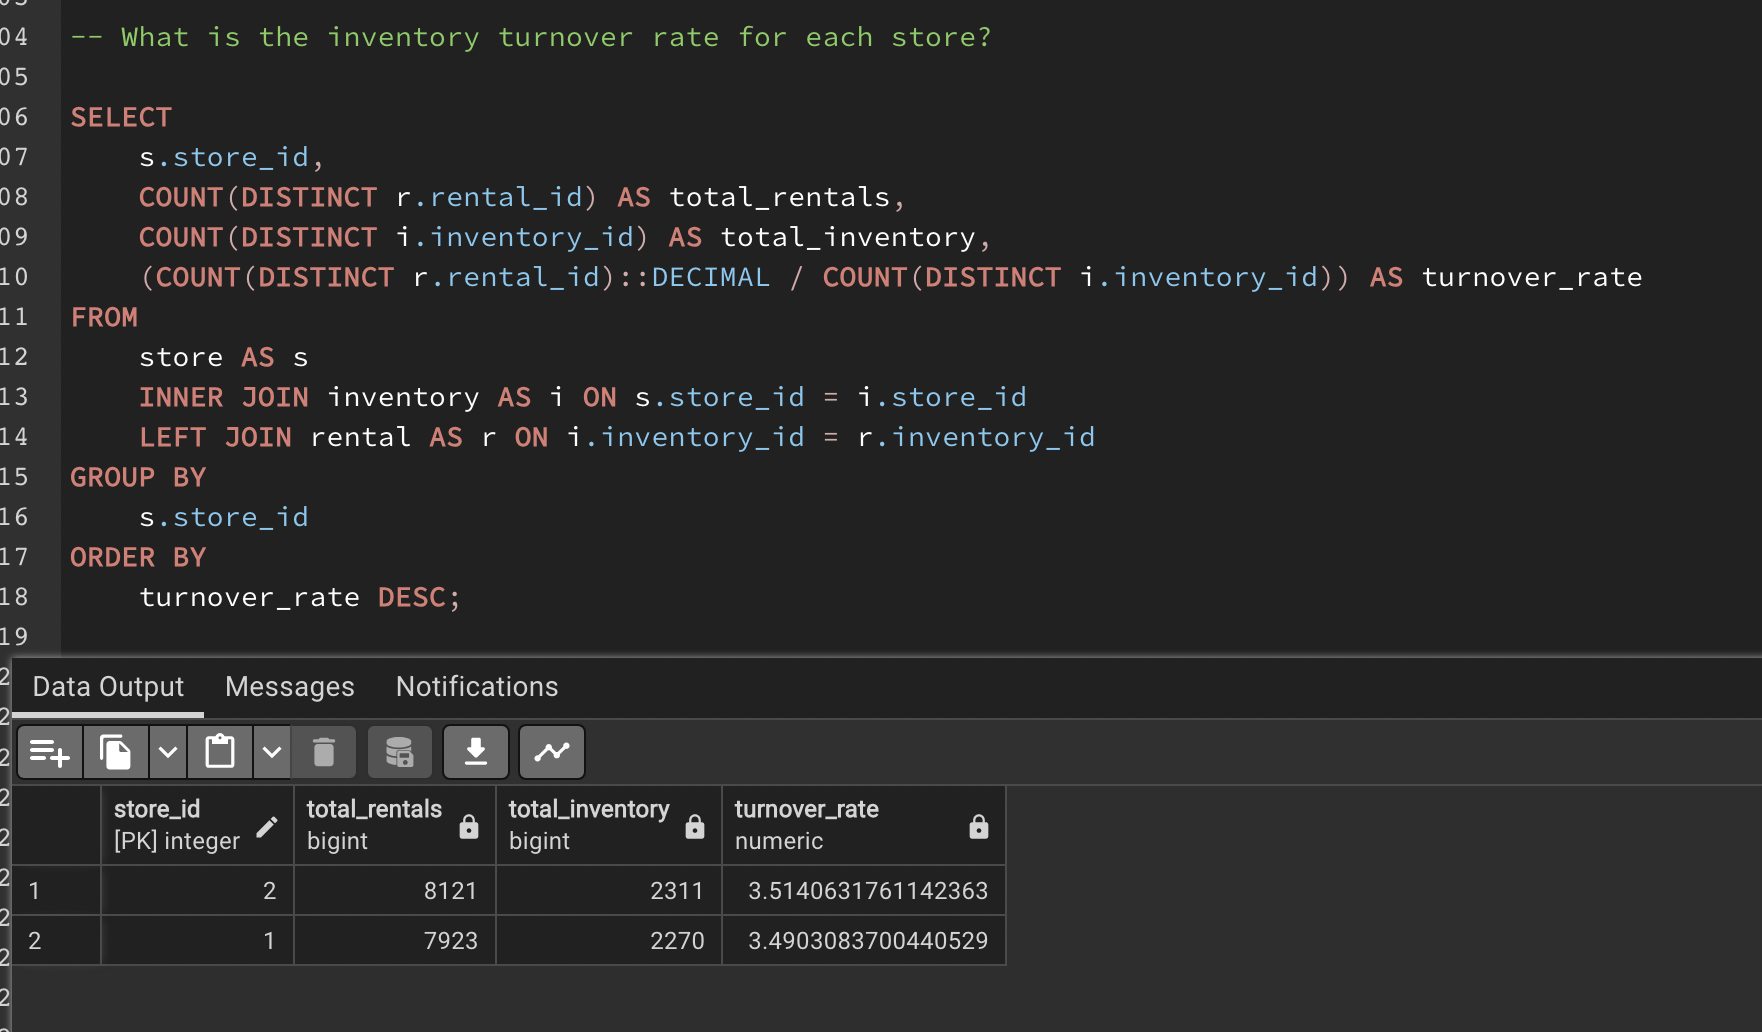 03
04 -- What is the inventory turnover rate for each store?
05
06 SELECT
07 s.store_id,
08 COUNT(DISTINCT r.rental_id) AS total_rentals,
09 COUNT(DISTINCT i.inventory_id) AS total_inventory,
10 (COUNT(DISTINCT r.rental_id)::DECIMAL / COUNT(DISTINCT i.inventory_id)) AS turnover_rate
11 FROM
12 store AS s
13 INNER JOIN inventory AS i ON s.store_id = i.store_id
14 LEFT JOIN rental AS r ON i.inventory_id = r.inventory_id
15 GROUP BY
16 s.store_id
17 ORDER BY
18 turnover_rate DESC;
19
Data Output Messages Notifications
store_id total_rentals total_inventory turnover_rate
[PK] integer bigint bigint numeric
1 2 8121 2311 3.5140631761142363
2 1 7923 2270 3.4903083700440529